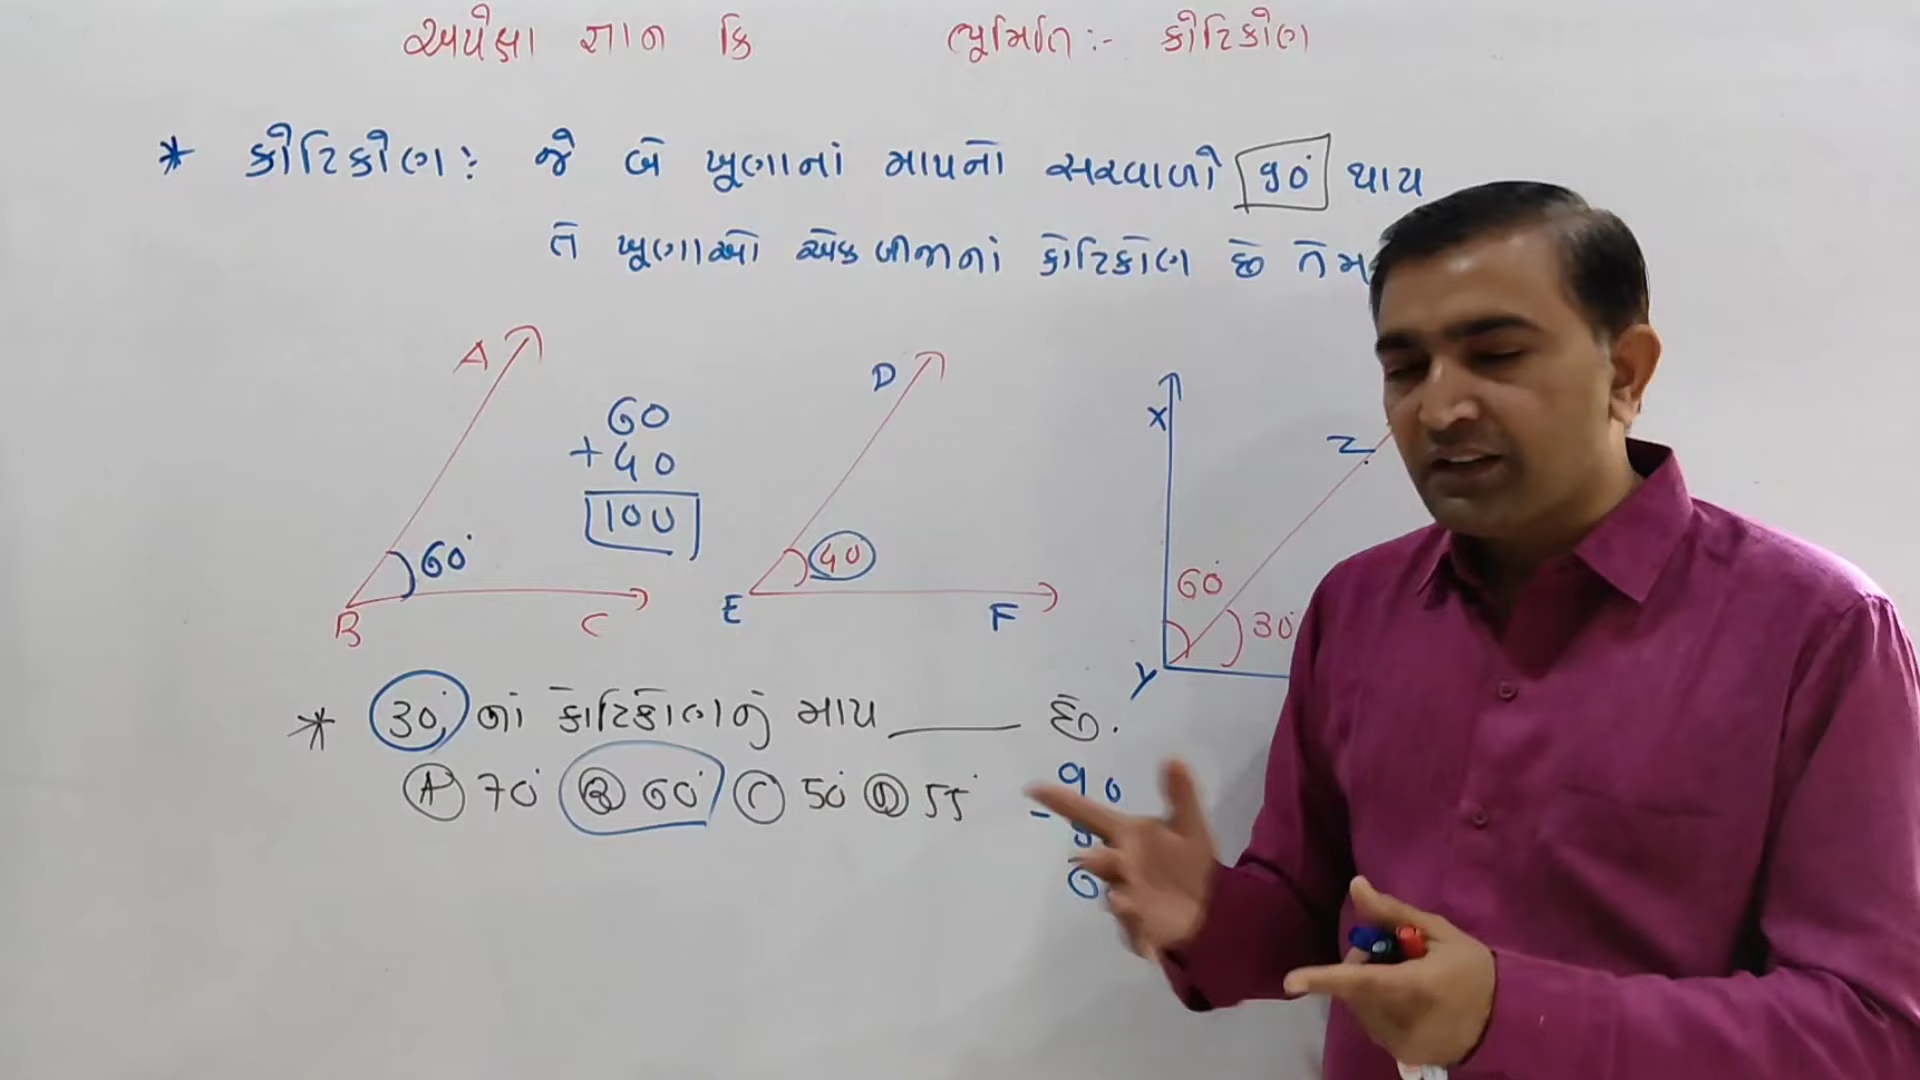 અપેક્ષા જ્ઞાન કિ ભૂમિતિ :- કોટિકોણ
* કોટિકોણ : જે બે ખૂણાનાં માપનો સરવાળો 90° થાય
તે ખૂણાઓ એકબીજાનાં કોટિકોણ છે તેમ
A
60
+40
100
60°
B
C
D
40
E
F
X
Z
60°
30°
Y
* 30° નાં કોટિકોણનું માપ ______ છે.
(A) 70° (B) 60° (C) 50° (D) 55°
90
-